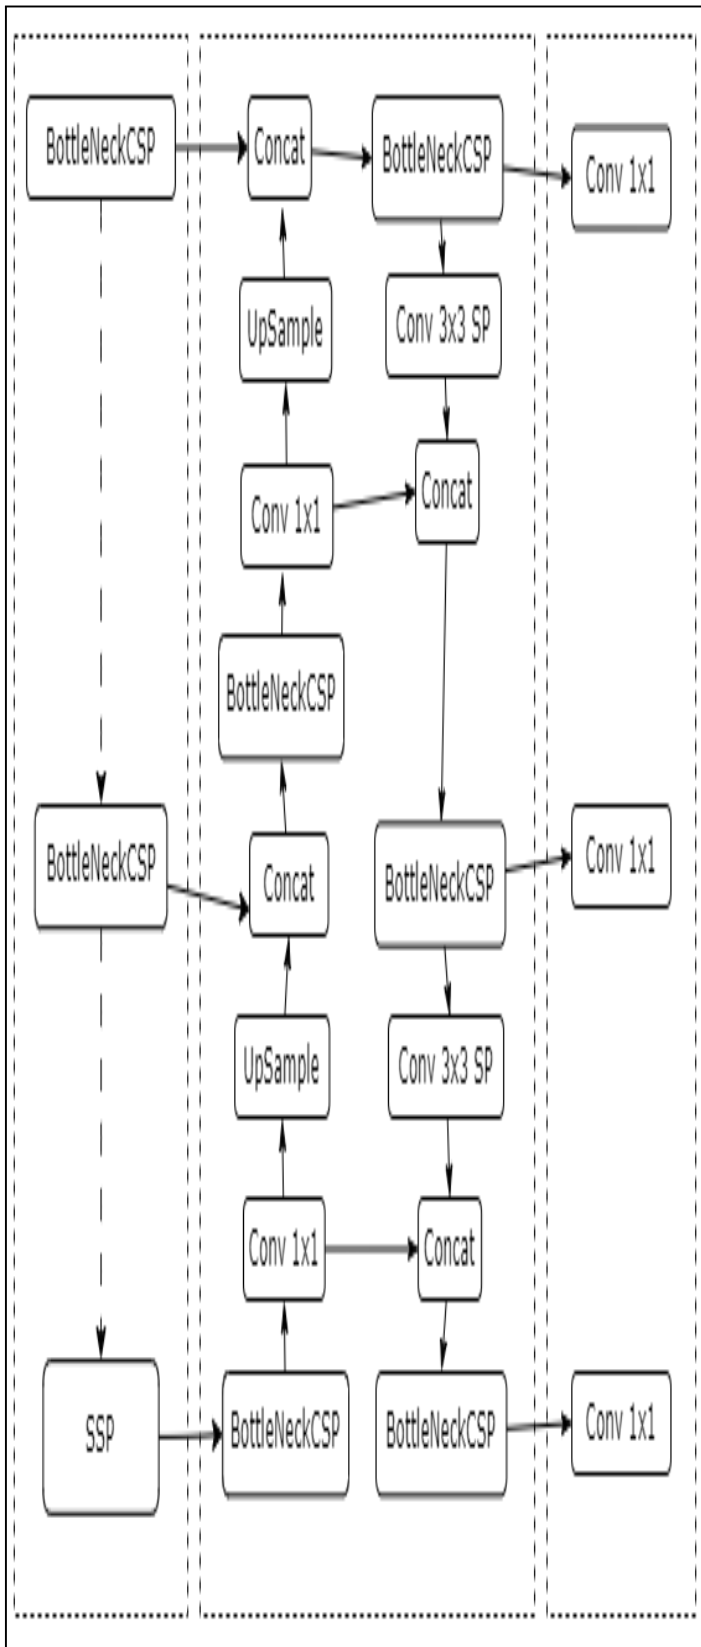 BottleNeckCSP
Concat
BottleNeckCSP
Conv 1x1
UpSample
Conv 3x3 SP
Conv 1x1
Concat
BottleNeckCSP
BottleNeckCSP
Concat
BottleNeckCSP
Conv 1x1
UpSample
Conv 3x3 SP
Conv 1x1
Concat
SSP
BottleNeckCSP
BottleNeckCSP
Conv 1x1